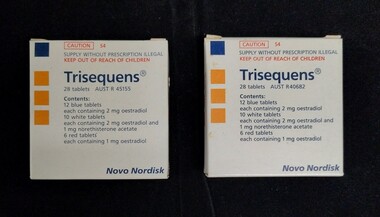 CAUTION S4
SUPPLY WITHOUT PRESCRIPTION ILLEGAL
KEEP OUT OF REACH OF CHILDREN
Trisequens®
28 tablets AUST R 45155
Contents:
12 blue tablets
each containing 2 mg oestradiol
10 white tablets
each containing 2 mg oestradiol and
1 mg norethisterone acetate
6 red tablets
each containing 1 mg oestradiol
Novo Nordisk
CAUTION S4
SUPPLY WITHOUT PRESCRIPTION ILLEGAL
KEEP OUT OF REACH OF CHILDREN
Trisequens®
28 tablets AUST R40682
Contents:
12 blue tablets
each containing 2 mg oestradiol
10 white tablets
each containing 2 mg oestradiol and
1 mg norethisterone acetate
6 red tablets
each containing 1 mg oestradiol
Novo Nordisk